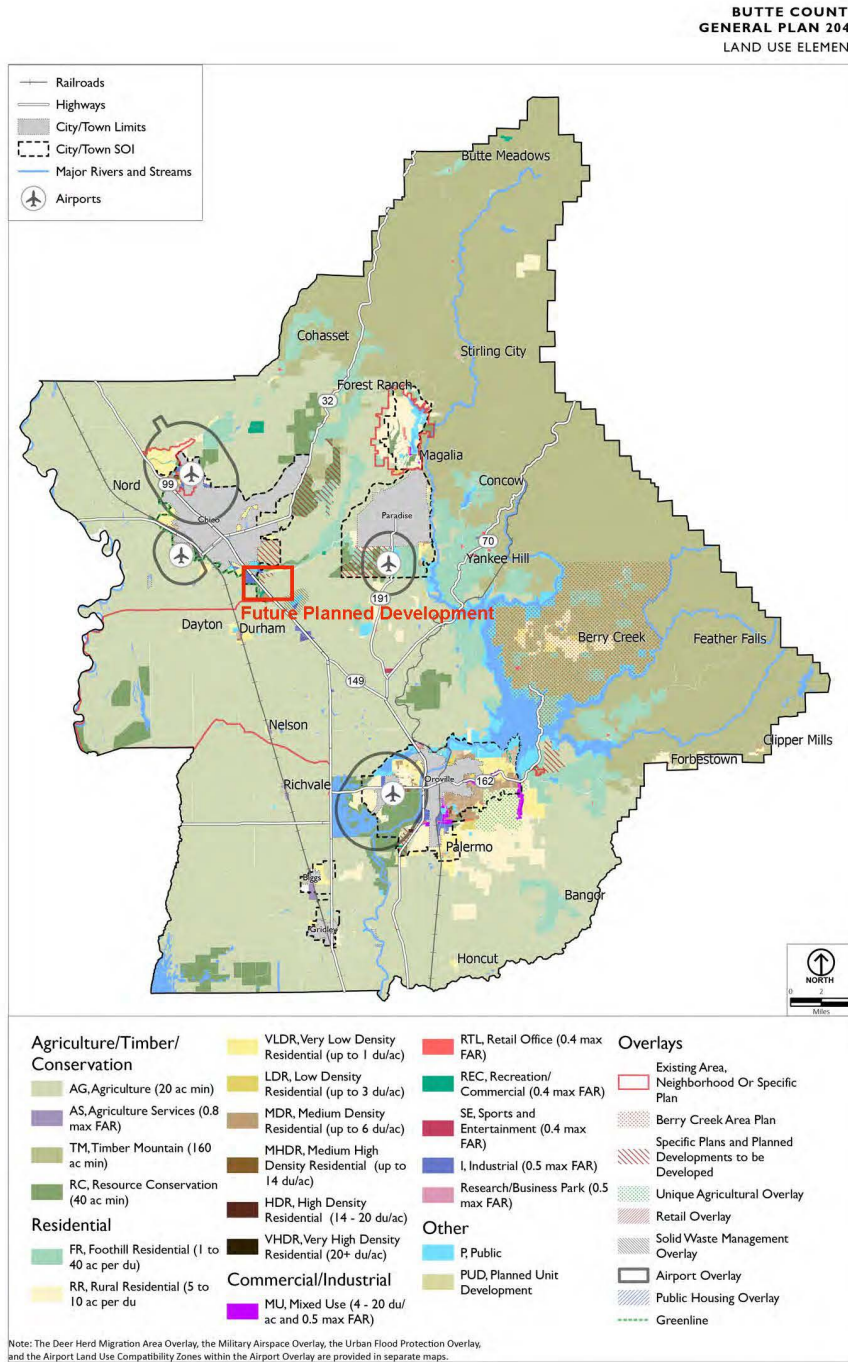 BUTTE COUNT
GENERAL PLAN 204
LAND USE ELEMEN
Railroads
Highways
City/Town Limits
City/Town SOI
Major Rivers and Streams
Airports
Butte Meadows
Cohasset
Stirling City
Forest Ranch
32
Magalia
99
Nord
Concow
Chico
Paradise
70
Yankee Hill
191
Future Planned Development
Dayton
Durham
Berry Creek
Feather Falls
149
Nelson
Clipper Mills
Forbestown
Richvale
Oroville
162
Palermo
Biggs
Bangor
Gridley
Honcut
NORTH
0 2
Miles
Agriculture/Timber/
Conservation
AG, Agriculture (20 ac min)
AS, Agriculture Services (0.8
max FAR)
TM, Timber Mountain (160
ac min)
RC, Resource Conservation
(40 ac min)
Residential
FR, Foothill Residential (1 to
40 ac per du)
RR, Rural Residential (5 to
10 ac per du
VLDR, Very Low Density
Residential (up to 1 du/ac)
LDR, Low Density
Residential (up to 3 du/ac)
MDR, Medium Density
Residential (up to 6 du/ac)
MHDR, Medium High
Density Residential (up to
14 du/ac)
HDR, High Density
Residential (14 - 20 du/ac)
VHDR, Very High Density
Residential (20+ du/ac)
Commercial/Industrial
MU, Mixed Use (4 - 20 du/
ac and 0.5 max FAR)
RTL, Retail Office (0.4 max
FAR)
REC, Recreation/
Commercial (0.4 max FAR)
SE, Sports and
Entertainment (0.4 max
FAR)
I, Industrial (0.5 max FAR)
Research/Business Park (0.5
max FAR)
Other
P, Public
PUD, Planned Unit
Development
Overlays
Existing Area,
Neighborhood Or Specific
Plan
Berry Creek Area Plan
Specific Plans and Planned
Developments to be
Developed
Unique Agricultural Overlay
Retail Overlay
Solid Waste Management
Overlay
Airport Overlay
Public Housing Overlay
Greenline
Note: The Deer Herd Migration Area Overlay, the Military Airspace Overlay, the Urban Flood Protection Overlay,
and the Airport Land Use Compatibility Zones within the Airport Overlay are provided in separate maps.